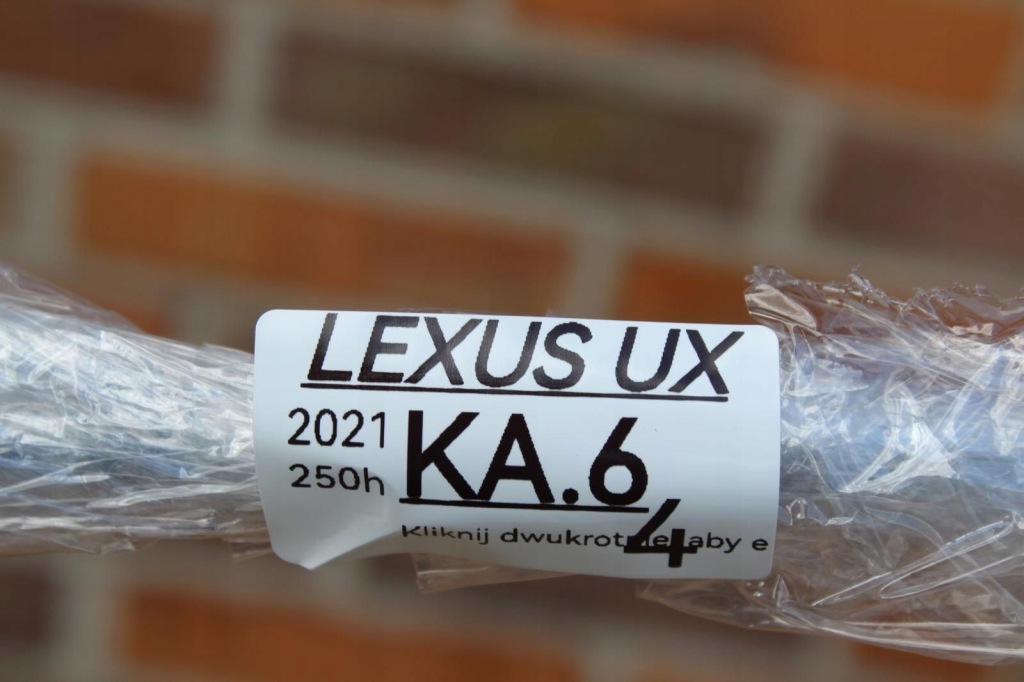 LEXUS UX
2021
250h
KA.6
4
Kliknij dwukrotnie aby e